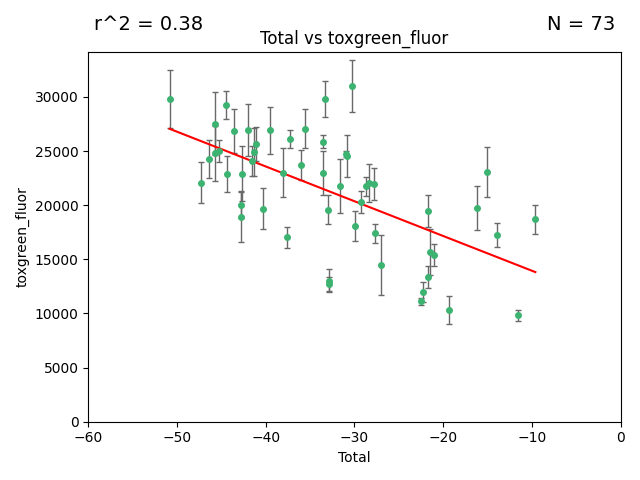 r^2 = 0.38
N = 73
Total vs toxgreen_fluor
30000
25000
20000
15000
10000
5000
0
toxgreen_fluor
−60
−50
−40
−30
−20
−10
0
Total